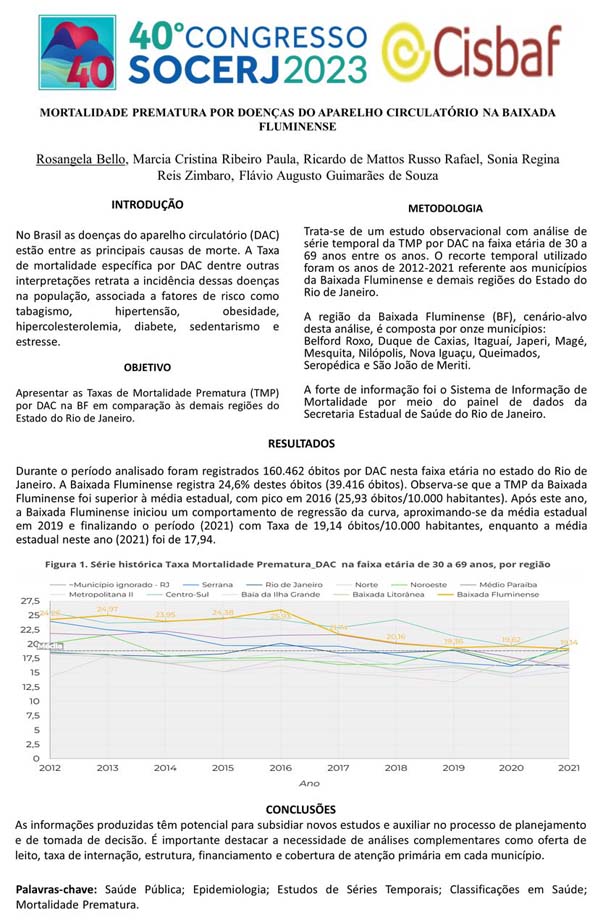 40
40° CONGRESSO
SOCERJ 2023
Cisbaf
MORTALIDADE PREMATURA POR DOENÇAS DO APARELHO CIRCULATÓRIO NA BAIXADA
FLUMINENSE
Rosangela Bello, Marcia Cristina Ribeiro Paula, Ricardo de Mattos Russo Rafael, Sonia Regina
Reis Zimbaro, Flávio Augusto Guimarães de Souza
INTRODUÇÃO
No Brasil as doenças do aparelho circulatório (DAC)
estão entre as principais causas de morte. A Taxa
de mortalidade específica por DAC dentre outras
interpretações retrata a incidência dessas doenças
na população, associada a fatores de risco como
tabagismo, hipertensão, obesidade,
hipercolesterolemia, diabete, sedentarismo e
estresse.
OBJETIVO
Apresentar as Taxas de Mortalidade Prematura (TMP)
por DAC na BF em comparação às demais regiões do
Estado do Rio de Janeiro.
METODOLOGIA
Trata-se de um estudo observacional com análise de
série temporal da TMP por DAC na faixa etária de 30 a
69 anos entre os anos. O recorte temporal utilizado
foram os anos de 2012-2021 referente aos municípios
da Baixada Fluminense e demais regiões do Estado do
Rio de Janeiro.
A região da Baixada Fluminense (BF), cenário-alvo
desta análise, é composta por onze municípios:
Belford Roxo, Duque de Caxias, Itaguaí, Japeri, Magé,
Mesquita, Nilópolis, Nova Iguaçu, Queimados,
Seropédica e São João de Meriti.
A forte de informação foi o Sistema de Informação de
Mortalidade por meio do painel de dados da
Secretaria Estadual de Saúde do Rio de Janeiro.
RESULTADOS
Durante o período analisado foram registrados 160.462 óbitos por DAC nesta faixa etária no estado do Rio de
Janeiro. A Baixada Fluminense registra 24,6% destes óbitos (39.416 óbitos). Observa-se que a TMP da Baixada
Fluminense foi superior à média estadual, com pico em 2016 (25,93 óbitos/10.000 habitantes). Após este ano,
a Baixada Fluminense iniciou um comportamento de regressão da curva, aproximando-se da média estadual
em 2019 e finalizando o período (2021) com Taxa de 19,14 óbitos/10.000 habitantes, enquanto a média
estadual neste ano (2021) foi de 17,94.
Figura 1. Série histórica Taxa Mortalidade Prematura_DAC na faixa etária de 30 a 69 anos, por região
~Município ignorado - RJ Serrana Rio de Janeiro Norte Noroeste Médio Paraíba
Metropolitana II Centro-Sul Baía da Ilha Grande Baixada Litorânea Baixada Fluminense
27,5
25
22,5
20
17,5
15
12,5
10
7,5
5
2,5
0
24,97 23,95 24,38 25,93 20,16 19,36 19,62 19,14
2012 2013 2014 2015 2016 2017 2018 2019 2020 2021
Ano
CONCLUSÕES
As informações produzidas têm potencial para subsidiar novos estudos e auxiliar no processo de planejamento
e de tomada de decisão. É importante destacar a necessidade de análises complementares como oferta de
leito, taxa de internação, estrutura, financiamento e cobertura de atenção primária em cada município.
Palavras-chave: Saúde Pública; Epidemiologia; Estudos de Séries Temporais; Classificações em Saúde;
Mortalidade Prematura.